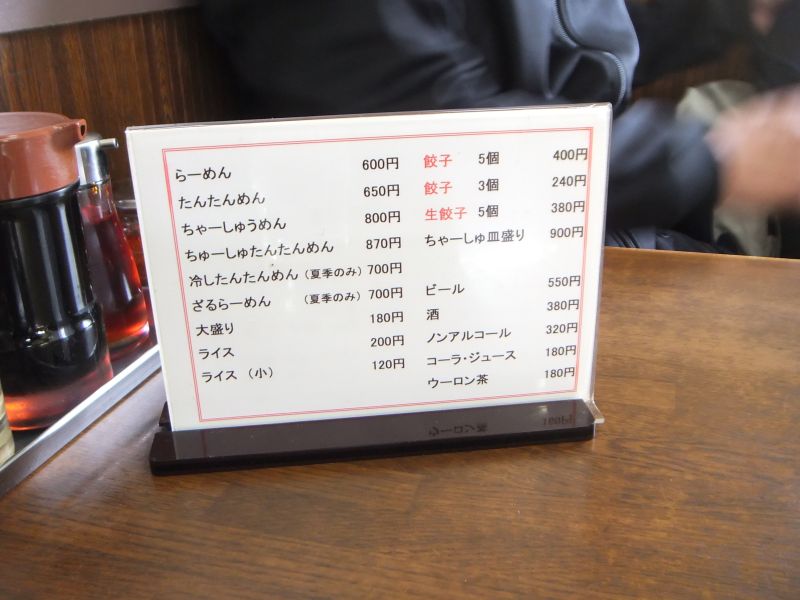 らーめん 600円
たんたんめん 650円
ちゃーしゅうめん 800円
ちゅーしゅたんたんめん 870円
冷したんたんめん（夏季のみ）700円
ざるらーめん （夏季のみ）700円
大盛り 180円
ライス 200円
ライス（小） 120円
餃子 5個 400円
餃子 3個 240円
生餃子 5個 380円
ちゃーしゅ皿盛り 900円
ビール 550円
酒 380円
ノンアルコール 320円
コーラ・ジュース 180円
ウーロン茶 180円